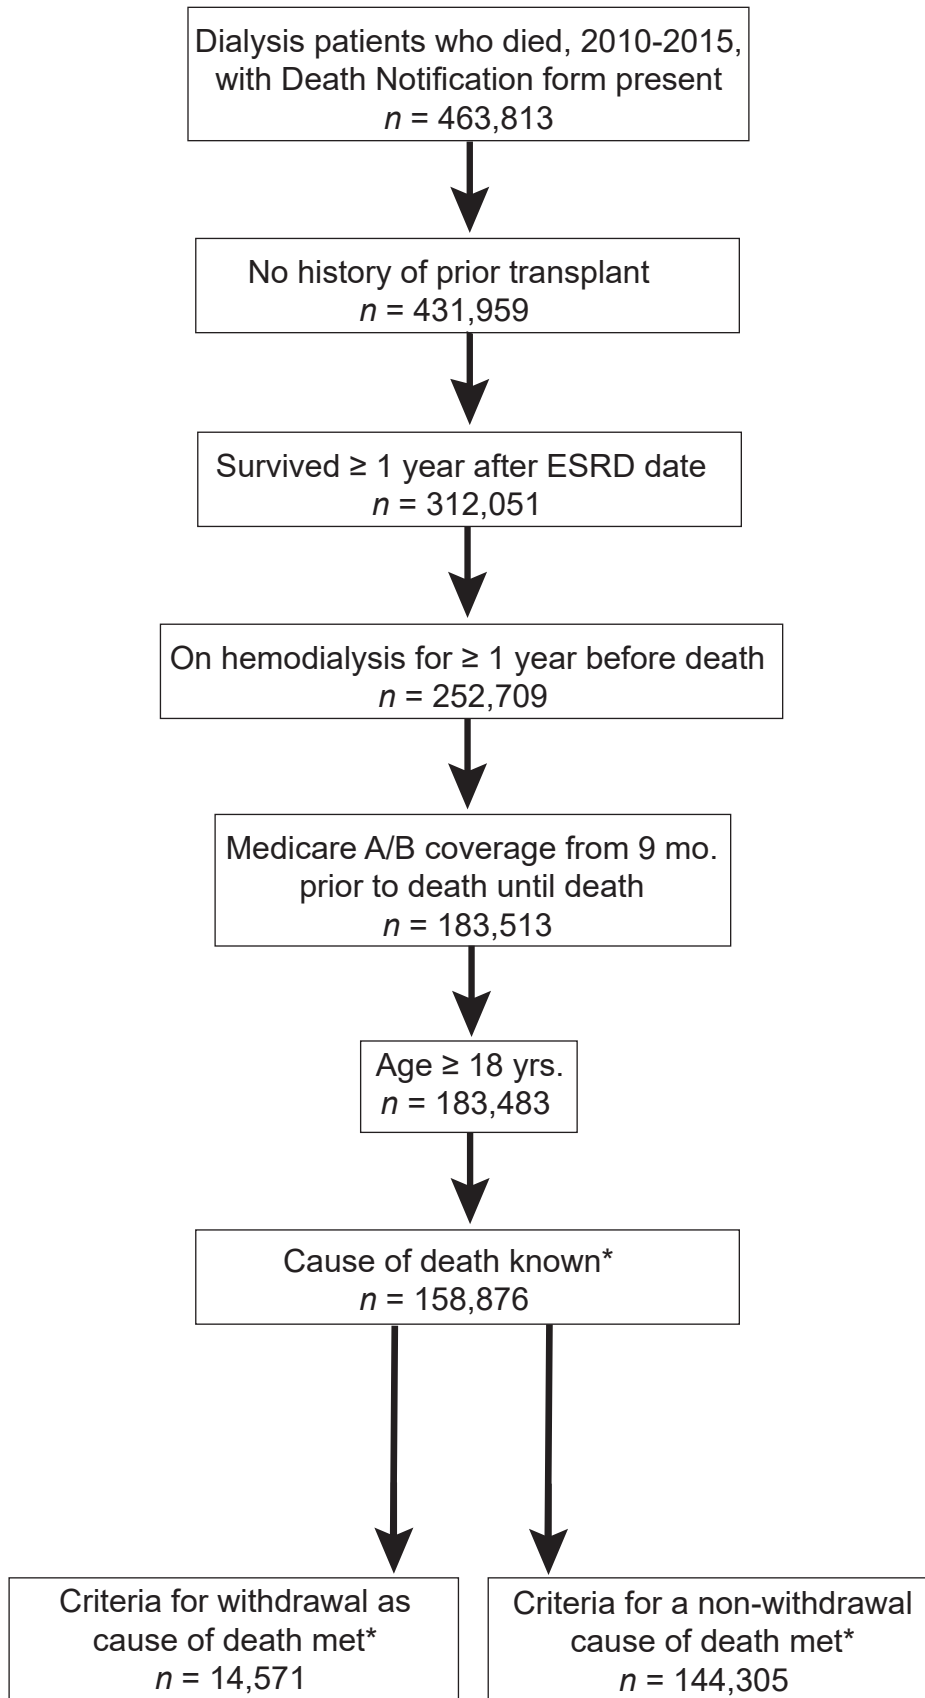 Dialysis patients who died, 2010-2015,
with Death Notification form present
n = 463,813
No history of prior transplant
n = 431,959
Survived ≥ 1 year after ESRD date
n = 312,051
On hemodialysis for ≥ 1 year before death
n = 252,709
Medicare A/B coverage from 9 mo.
prior to death until death
n = 183,513
Age ≥ 18 yrs.
n = 183,483
Cause of death known*
n = 158,876
Criteria for withdrawal as
cause of death met*
n = 14,571
Criteria for a non-withdrawal
cause of death met*
n = 144,305